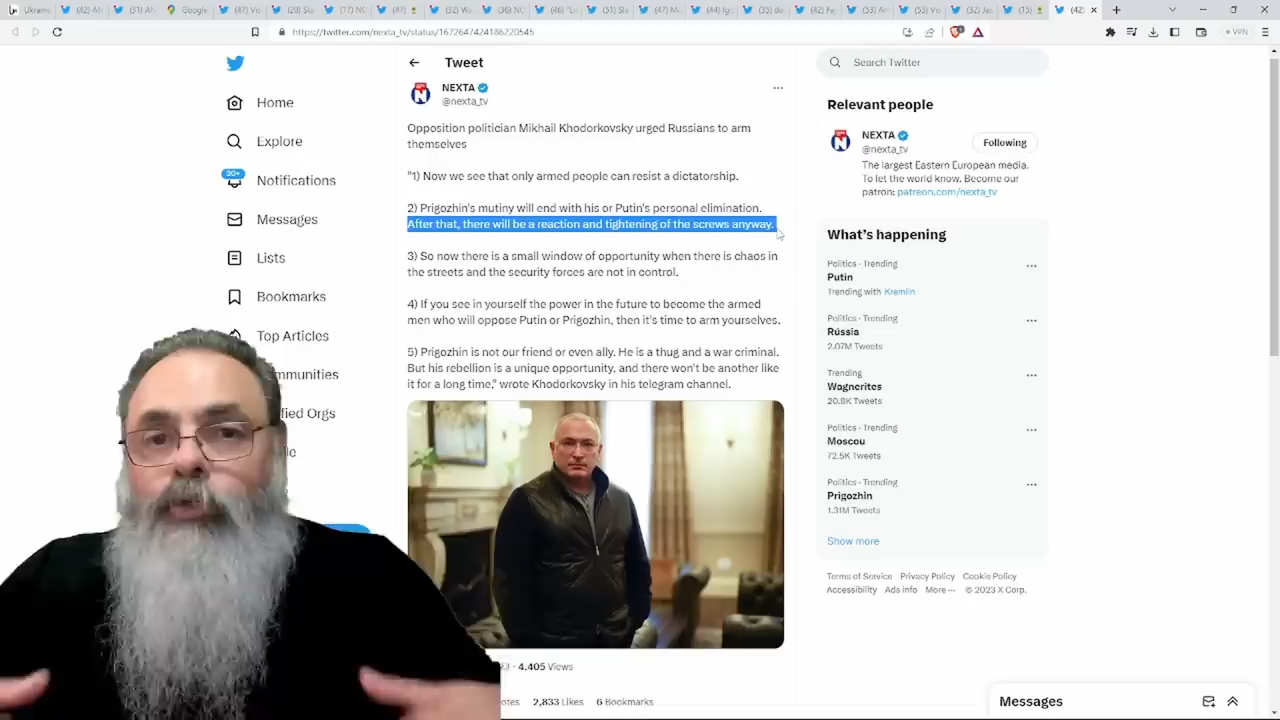 https://twitter.com/nexta_tv/status/1672647424186220545
VPN
Home
Explore
20+
Notifications
Messages
Lists
Bookmarks
Top Articles
Tweet
NEXTA
@nexta_tv
Opposition politician Mikhail Khodorkovsky urged Russians to arm
themselves
"1) Now we see that only armed people can resist a dictatorship.
2) Prigozhin's mutiny will end with his or Putin's personal elimination.
After that, there will be a reaction and tightening of the screws anyway.
3) So now there is a small window of opportunity when there is chaos in
the streets and the security forces are not in control.
4) If you see in yourself the power in the future to become the armed
men who will oppose Putin or Prigozhin, then it's time to arm yourselves.
5) Prigozhin is not our friend or even ally. He is a thug and a war criminal.
But his rebellion is a unique opportunity, and there won't be another like
it for a long time," wrote Khodorkovsky in his telegram channel.
· 4,405 Views
2,833 Likes
6 Bookmarks
Search Twitter
Relevant people
NEXTA
@nexta_tv
Following
The largest Eastern European media.
To let the world know. Become our
patron: patreon.com/nexta_tv
What's happening
Politics · Trending
Putin
Trending with Kremlin
Politics · Trending
Rússia
2.07M Tweets
Trending
Wagnerites
20.8K Tweets
Politics · Trending
Moscou
72.5K Tweets
Politics · Trending
Prigozhin
1.31M Tweets
Show more
Terms of Service Privacy Policy Cookie Policy
Accessibility Ads info More ··· © 2023 X Corp.
Messages